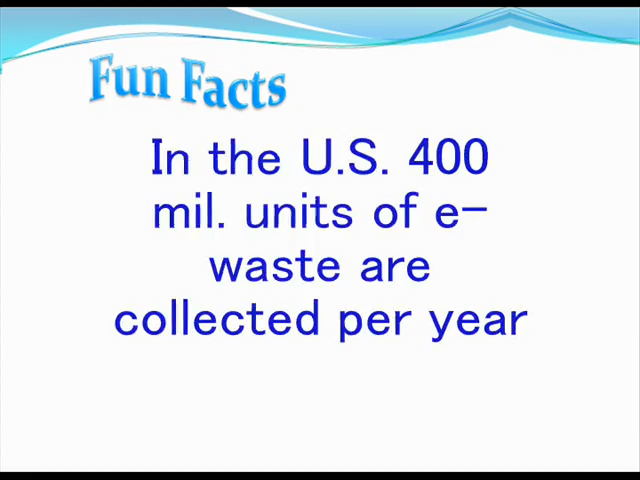 Fun Facts
In the U.S. 400
mil. units of e-
waste are
collected per year